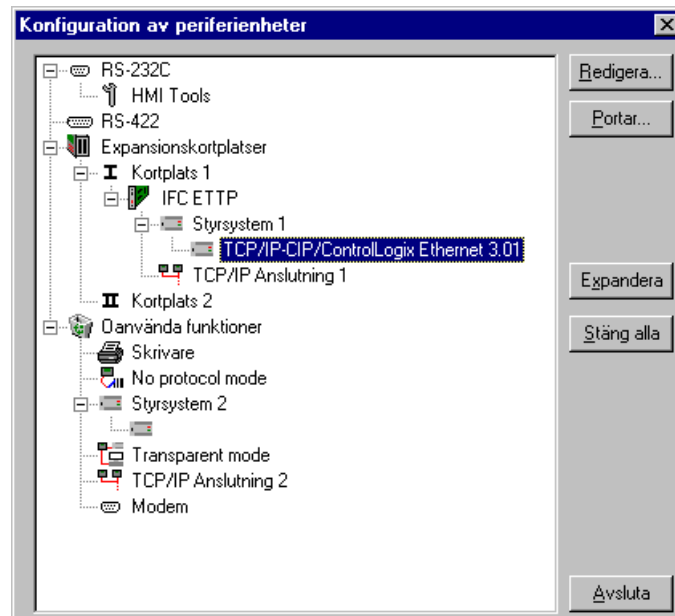 Konfiguration av periferienheter
RS-232C
HMI Tools
RS-422
Expansionskortplatser
I Kortplats 1
IFC ETTP
Styrsystem 1
TCP/IP-CIP/ControlLogix Ethernet 3.01
TCP/IP Anslutning 1
II Kortplats 2
Oanvända funktioner
Skrivare
No protocol mode
Styrsystem 2
Transparent mode
TCP/IP Anslutning 2
Modem
Redigera...
Portar...
Expandera
Stäng alla
Avsluta